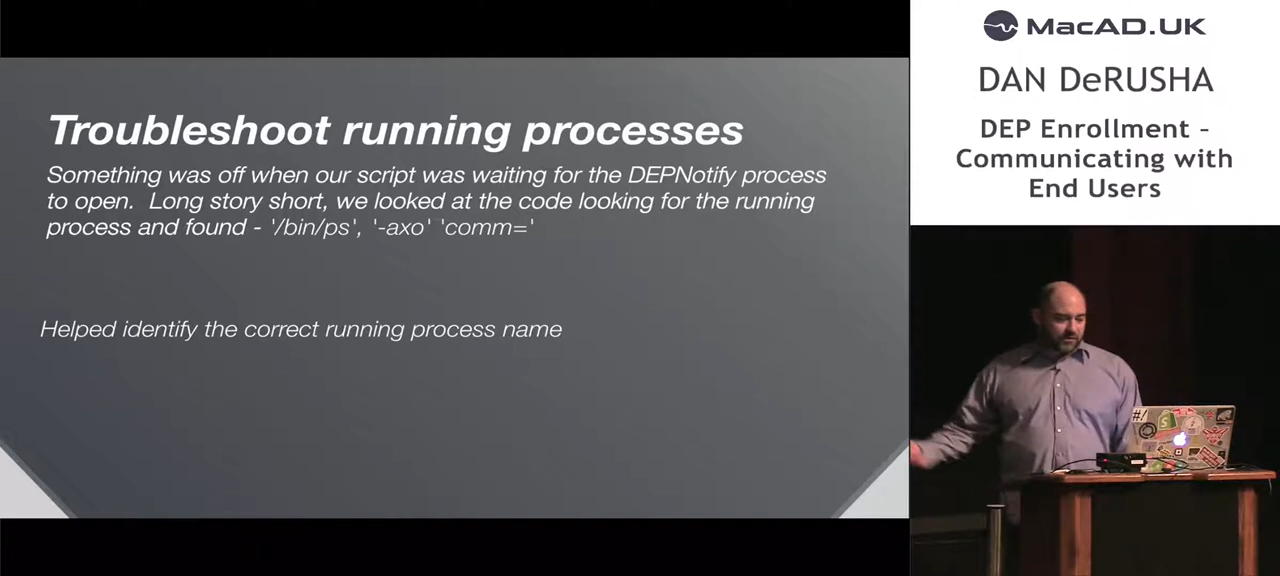 Troubleshoot running processes
Something was off when our script was waiting for the DEPNotify process
to open.  Long story short, we looked at the code looking for the running
process and found - '/bin/ps', '-axo' 'comm='
Helped identify the correct running process name
MacAD.UK
DAN DeRUSHA
DEP Enrollment –
Communicating with
End Users
#!